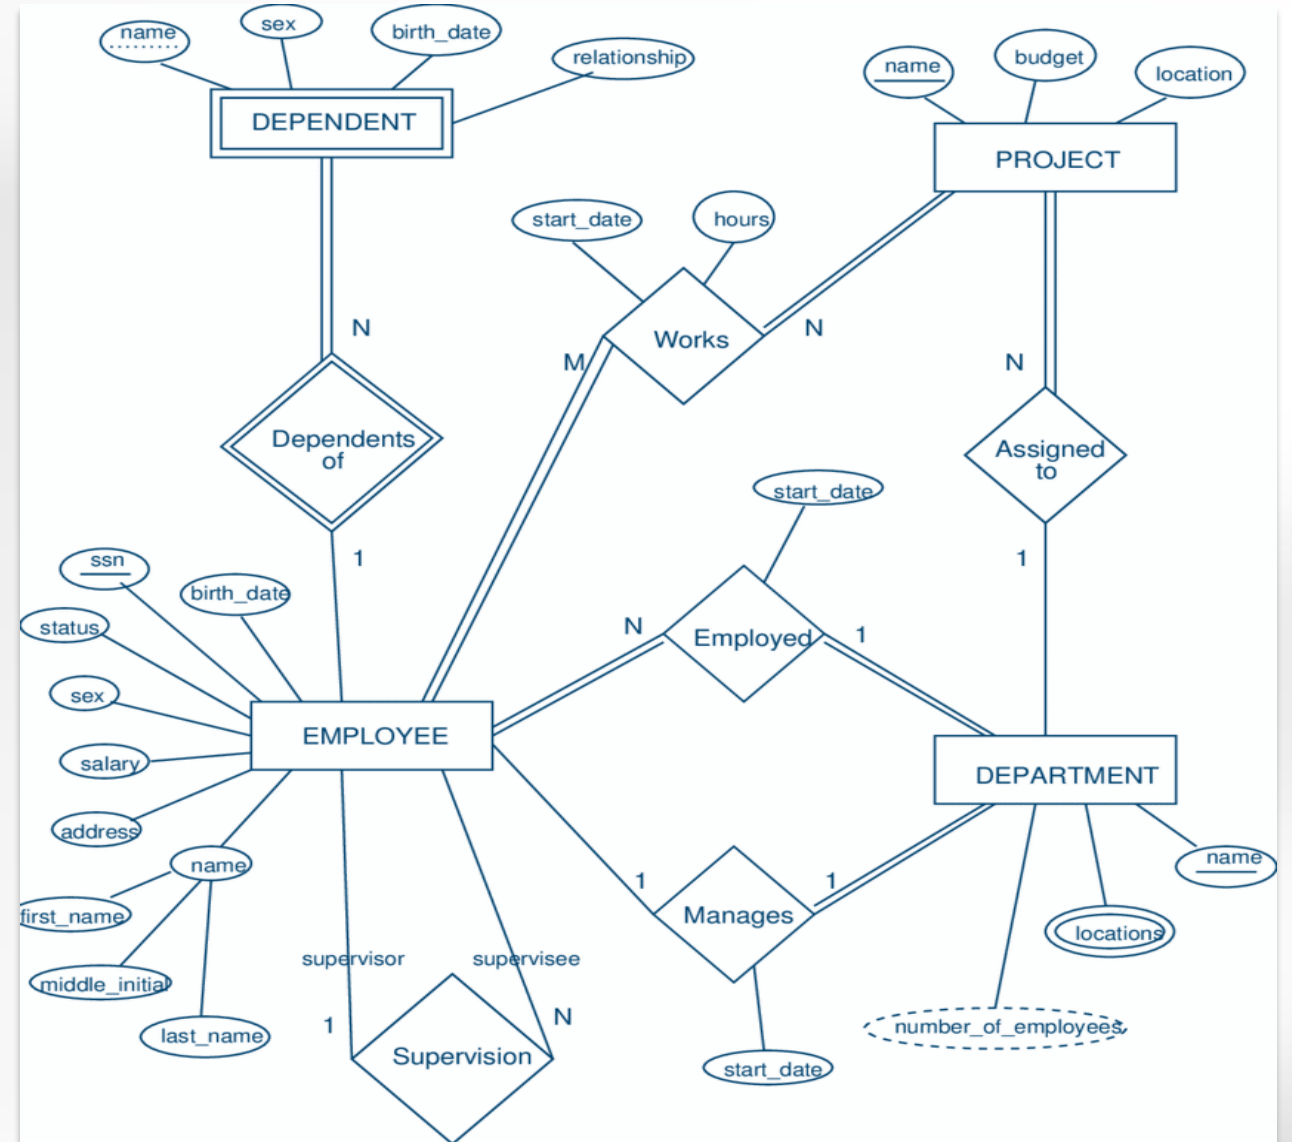 name
sex
birth_date
relationship
DEPENDENT
name
budget
location
PROJECT
start_date
hours
Works
M
N
N
Dependents
of
1
N
Assigned
to
1
start_date
N
Employed
1
ssn
birth_date
status
sex
salary
address
EMPLOYEE
name
first_name
middle_initial
last_name
DEPARTMENT
name
locations
number_of_employees
1
Manages
1
start_date
supervisor
supervisee
1
N
Supervision